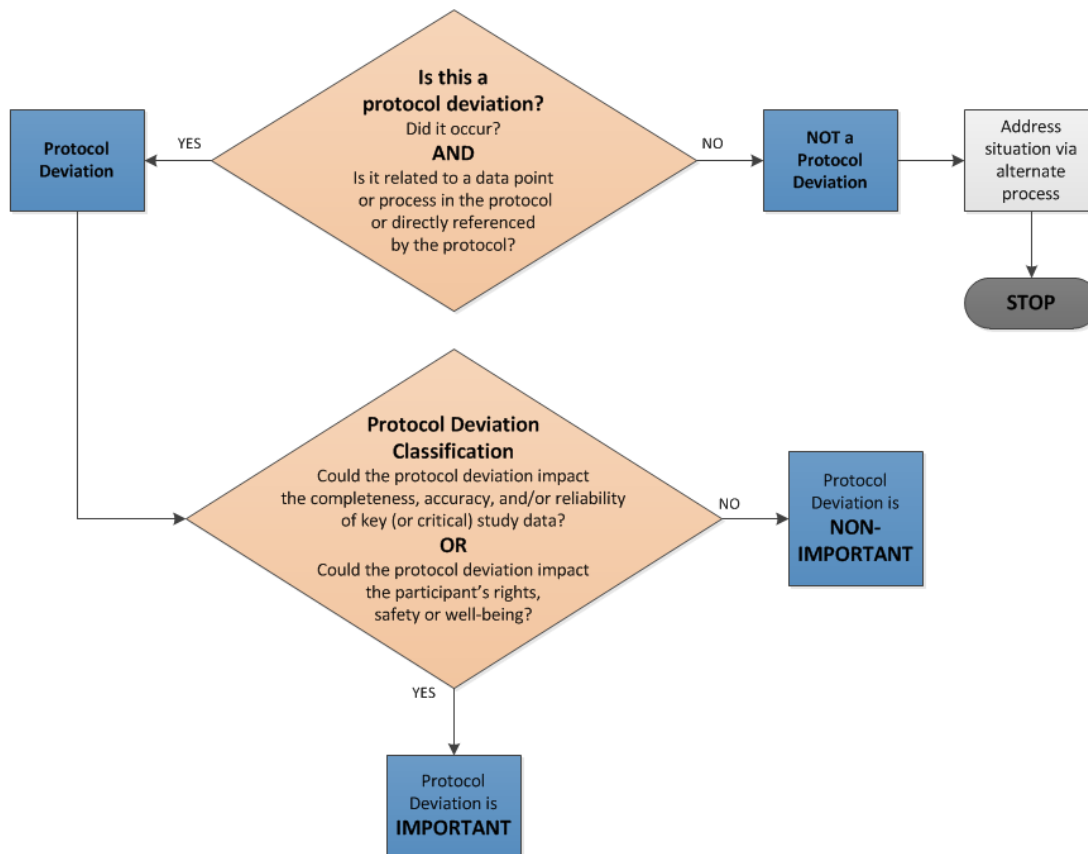 Is this a
protocol deviation?
Did it occur?
AND
Is it related to a data point
or process in the protocol
or directly referenced
by the protocol?
YES
Protocol
Deviation
NO
NOT a
Protocol
Deviation
Address
situation via
alternate
process
STOP
Protocol Deviation
Classification
Could the protocol deviation impact
the completeness, accuracy, and/or reliability
of key (or critical) study data?
OR
Could the protocol deviation impact
the participant's rights,
safety or well-being?
NO
Protocol
Deviation is
NON-
IMPORTANT
YES
Protocol
Deviation is
IMPORTANT